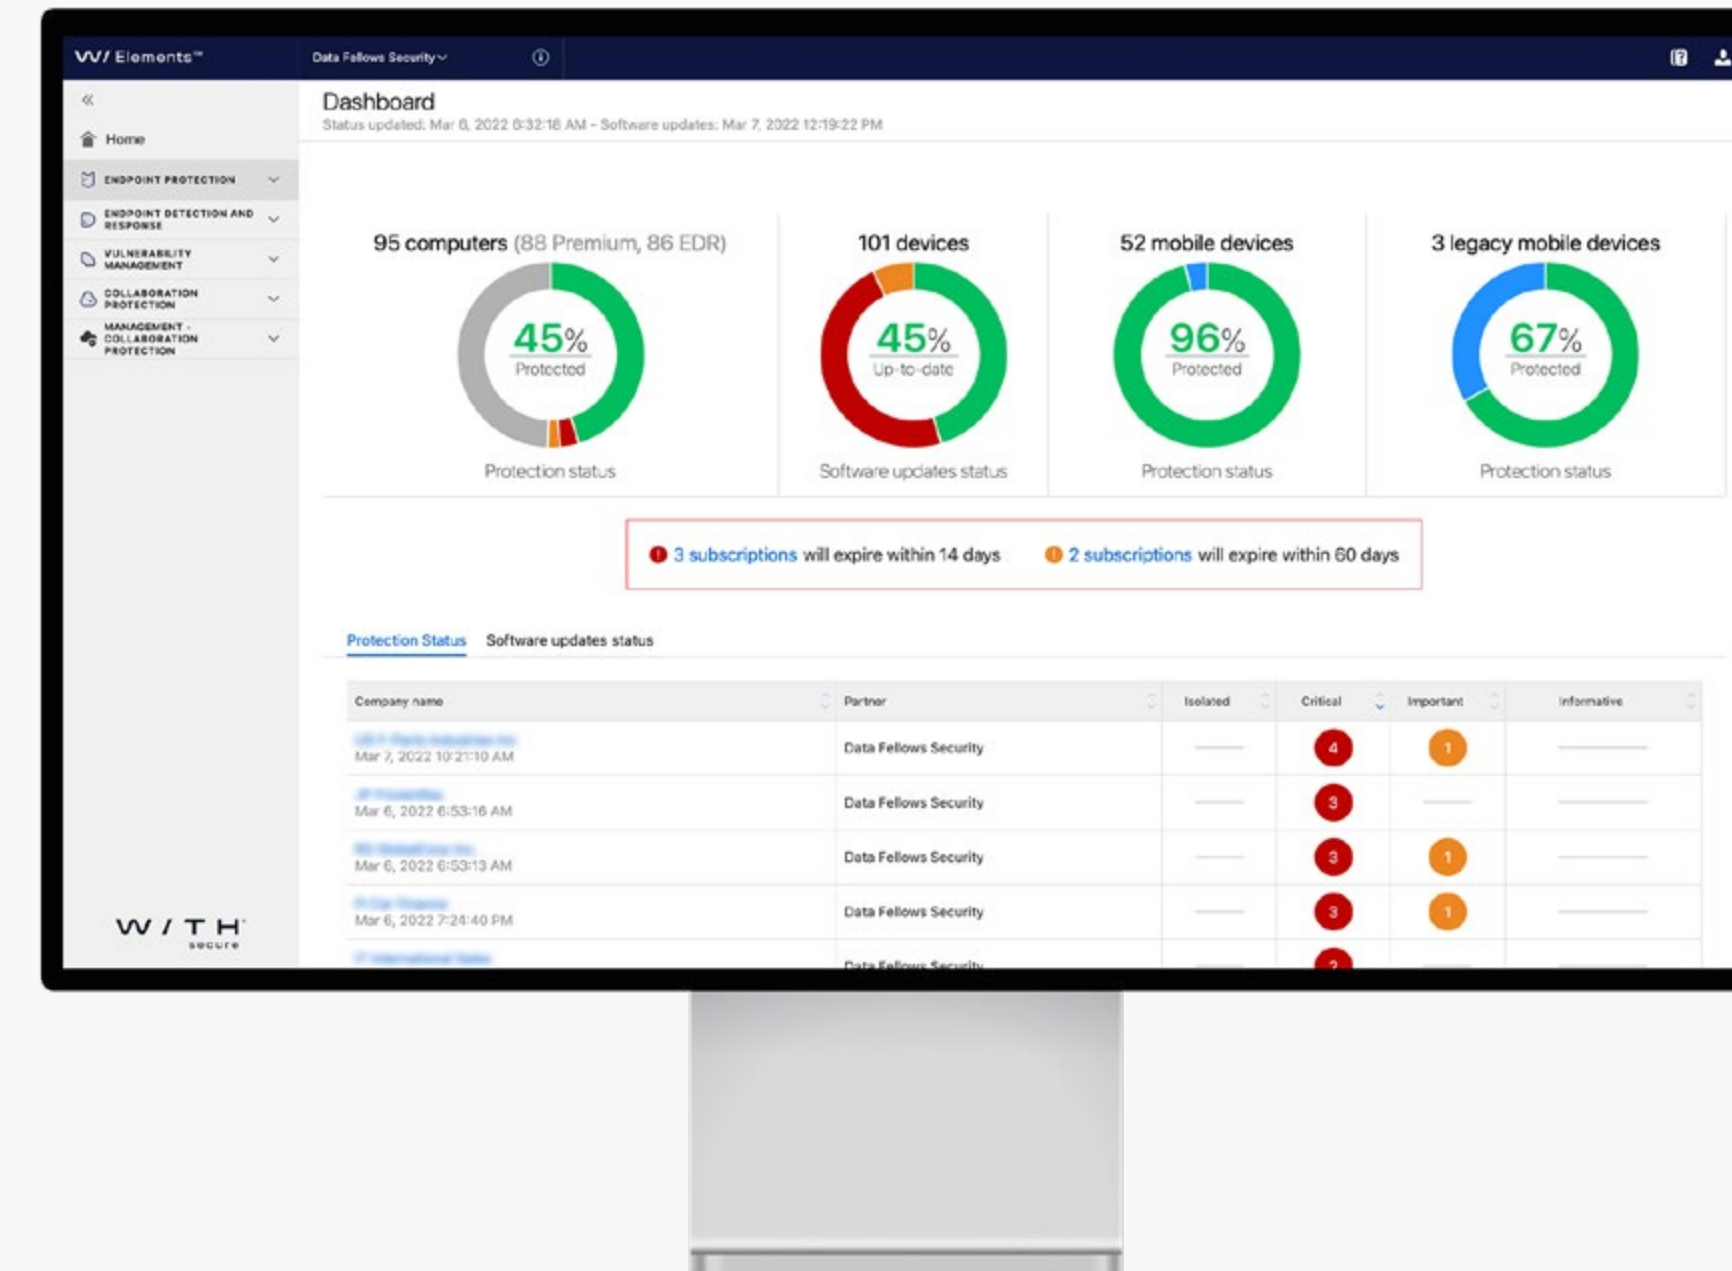 W/ Elements™
Data Fellows Security
Dashboard
Status updated: Mar 6, 2022 6:32:18 AM - Software updates: Mar 7, 2022 12:19:22 PM
Home
ENDPOINT PROTECTION
ENDPOINT DETECTION AND
RESPONSE
VULNERABILITY
MANAGEMENT
COLLABORATION
PROTECTION
MANAGEMENT -
COLLABORATION
PROTECTION
W / T H
secure
95 computers (88 Premium, 86 EDR)
45%
Protected
Protection status
101 devices
45%
Up-to-date
Software updates status
52 mobile devices
96%
Protected
Protection status
3 legacy mobile devices
67%
Protected
Protection status
3 subscriptions will expire within 14 days
2 subscriptions will expire within 60 days
Protection Status Software updates status
Company name Partner Isolated Critical Important Informative
Data Fellows Security 4 1
Mar 7, 2022 10:21:10 AM
Data Fellows Security 3
Mar 6, 2022 6:53:16 AM
Data Fellows Security 3 1
Mar 6, 2022 6:53:13 AM
Data Fellows Security 3 1
Mar 6, 2022 7:24:40 PM
Data Fellows Security 2